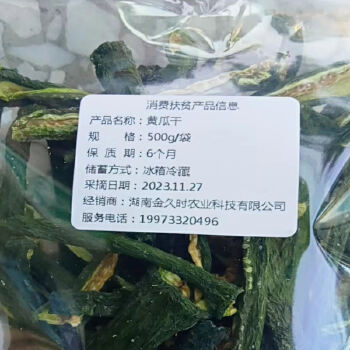 消费扶贫产品信息
产品名称：黄瓜干
规　　格：500g/袋
保 质 期：6个月
储蓄方式：冰箱冷藏
采摘日期：2023.11.27
经销商：湖南金久时农业科技有限公司
服务电话：19973320496